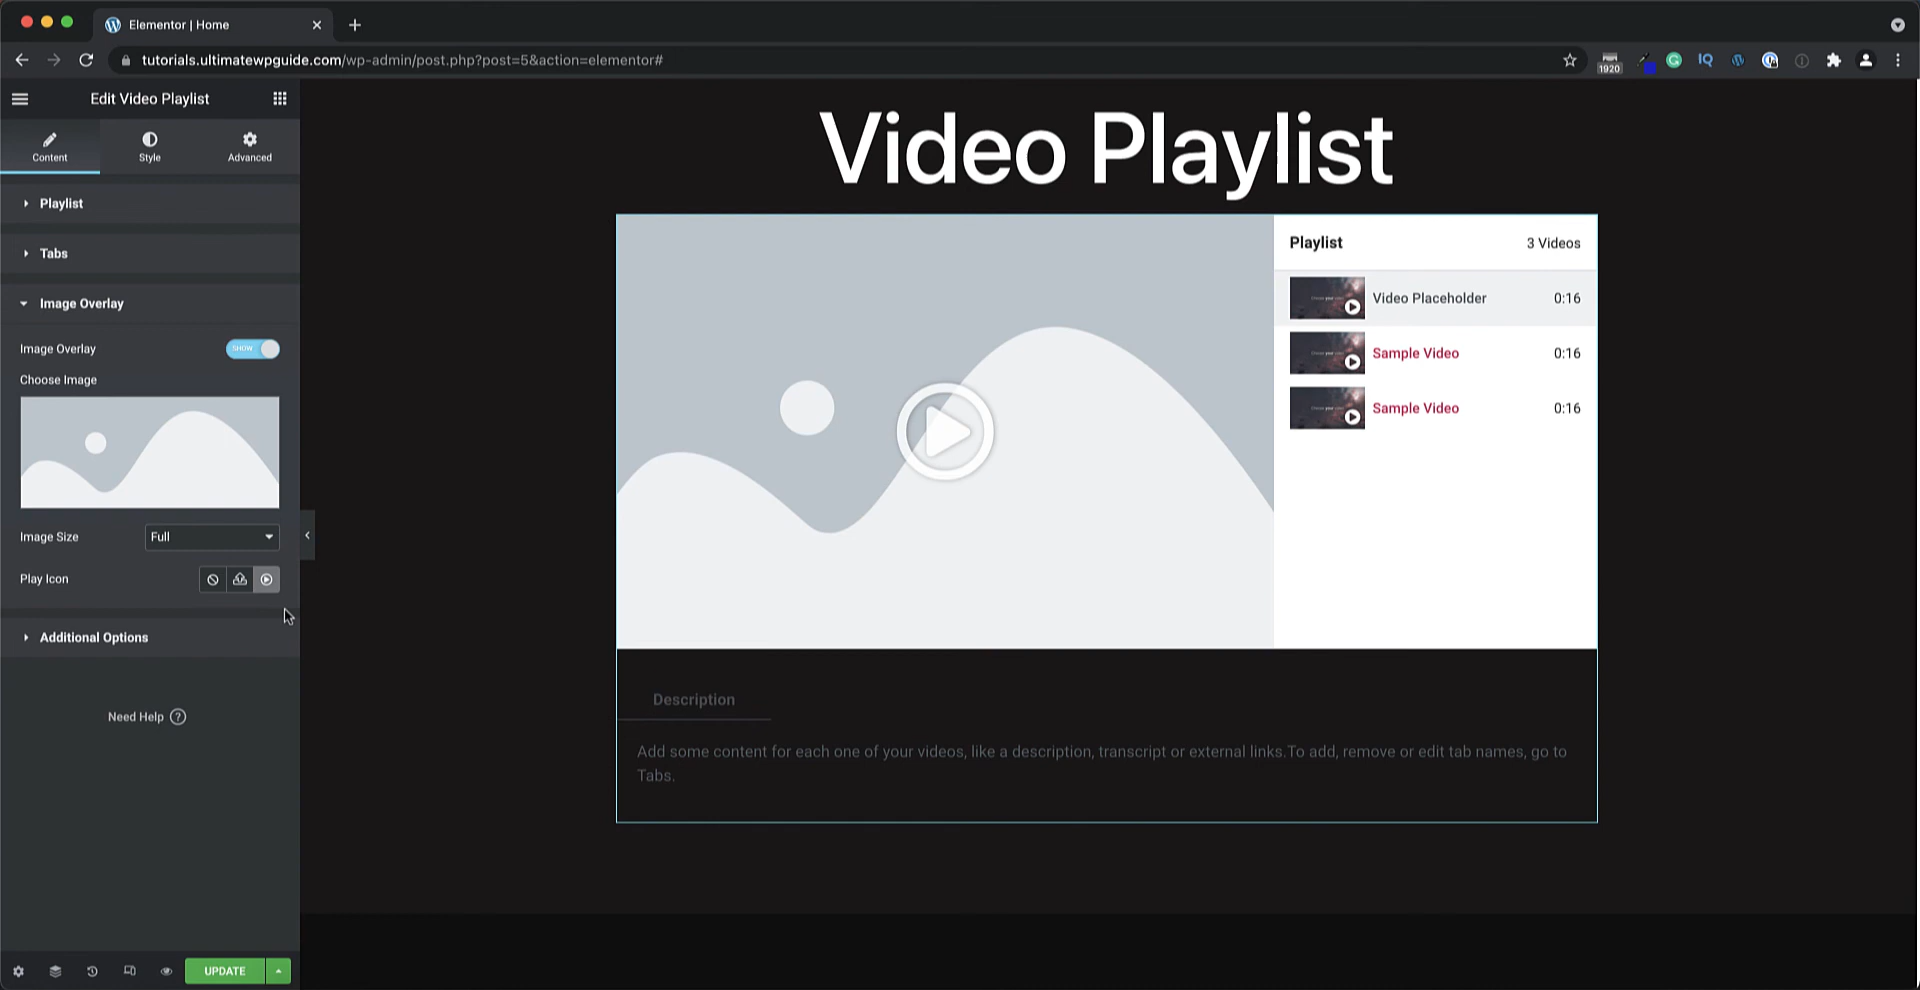 Elementor | Home
tutorials.ultimatewpguide.com/wp-admin/post.php?post=5&action=elementor#
1920
IQ
Edit Video Playlist
Content
Style
Advanced
Playlist
Tabs
Image Overlay
Image Overlay
SHOW
Choose Image
Image Size
Full
Play Icon
Additional Options
Need Help ?
UPDATE
Video Playlist
Playlist
3 Videos
Video Placeholder
0:16
Sample Video
0:16
Sample Video
0:16
Description
Add some content for each one of your videos, like a description, transcript or external links.To add, remove or edit tab names, go to
Tabs.